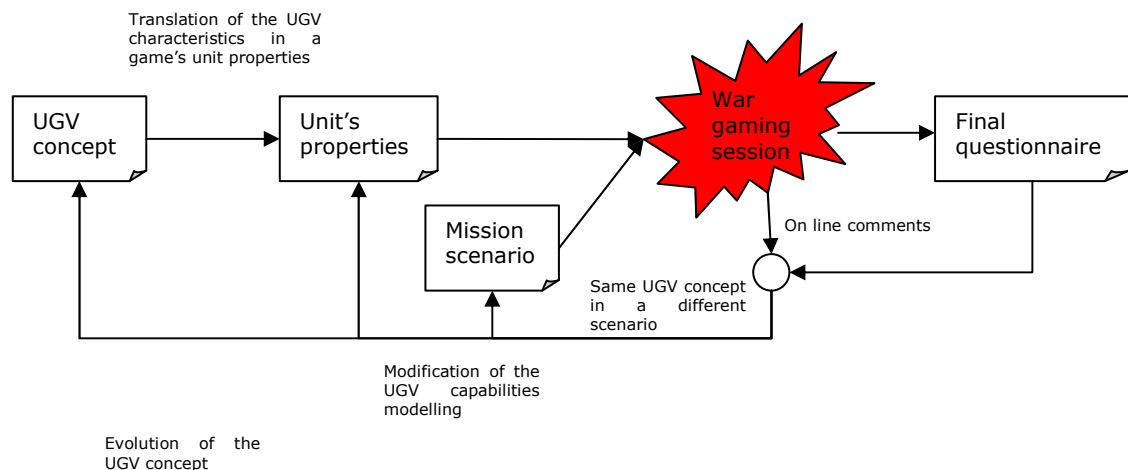 Translation of the UGV
characteristics in a
game's unit properties
UGV
concept
Unit's
properties
War
gaming
session
Final
questionnaire
Mission
scenario
On line comments
Same UGV concept
in a different
scenario
Modification of the
UGV capabilities
modelling
Evolution of the
UGV concept